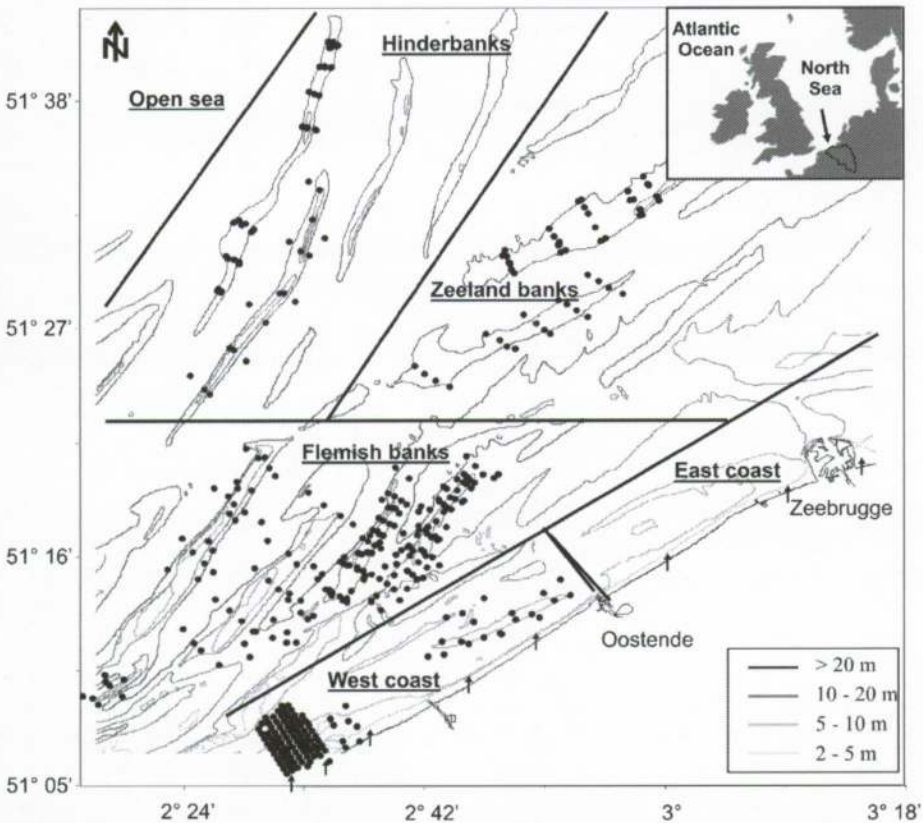 N
Hinderbanks
Open sea
Atlantic
Ocean
North
Sea
51° 38'
Zeeland banks
51° 27'
Flemish banks
East coast
Zeebrugge
51° 16'
Oostende
West coast
> 20 m
10 - 20 m
5 - 10 m
2 - 5 m
51° 05'
2° 24'
2° 42'
3°
3° 18'